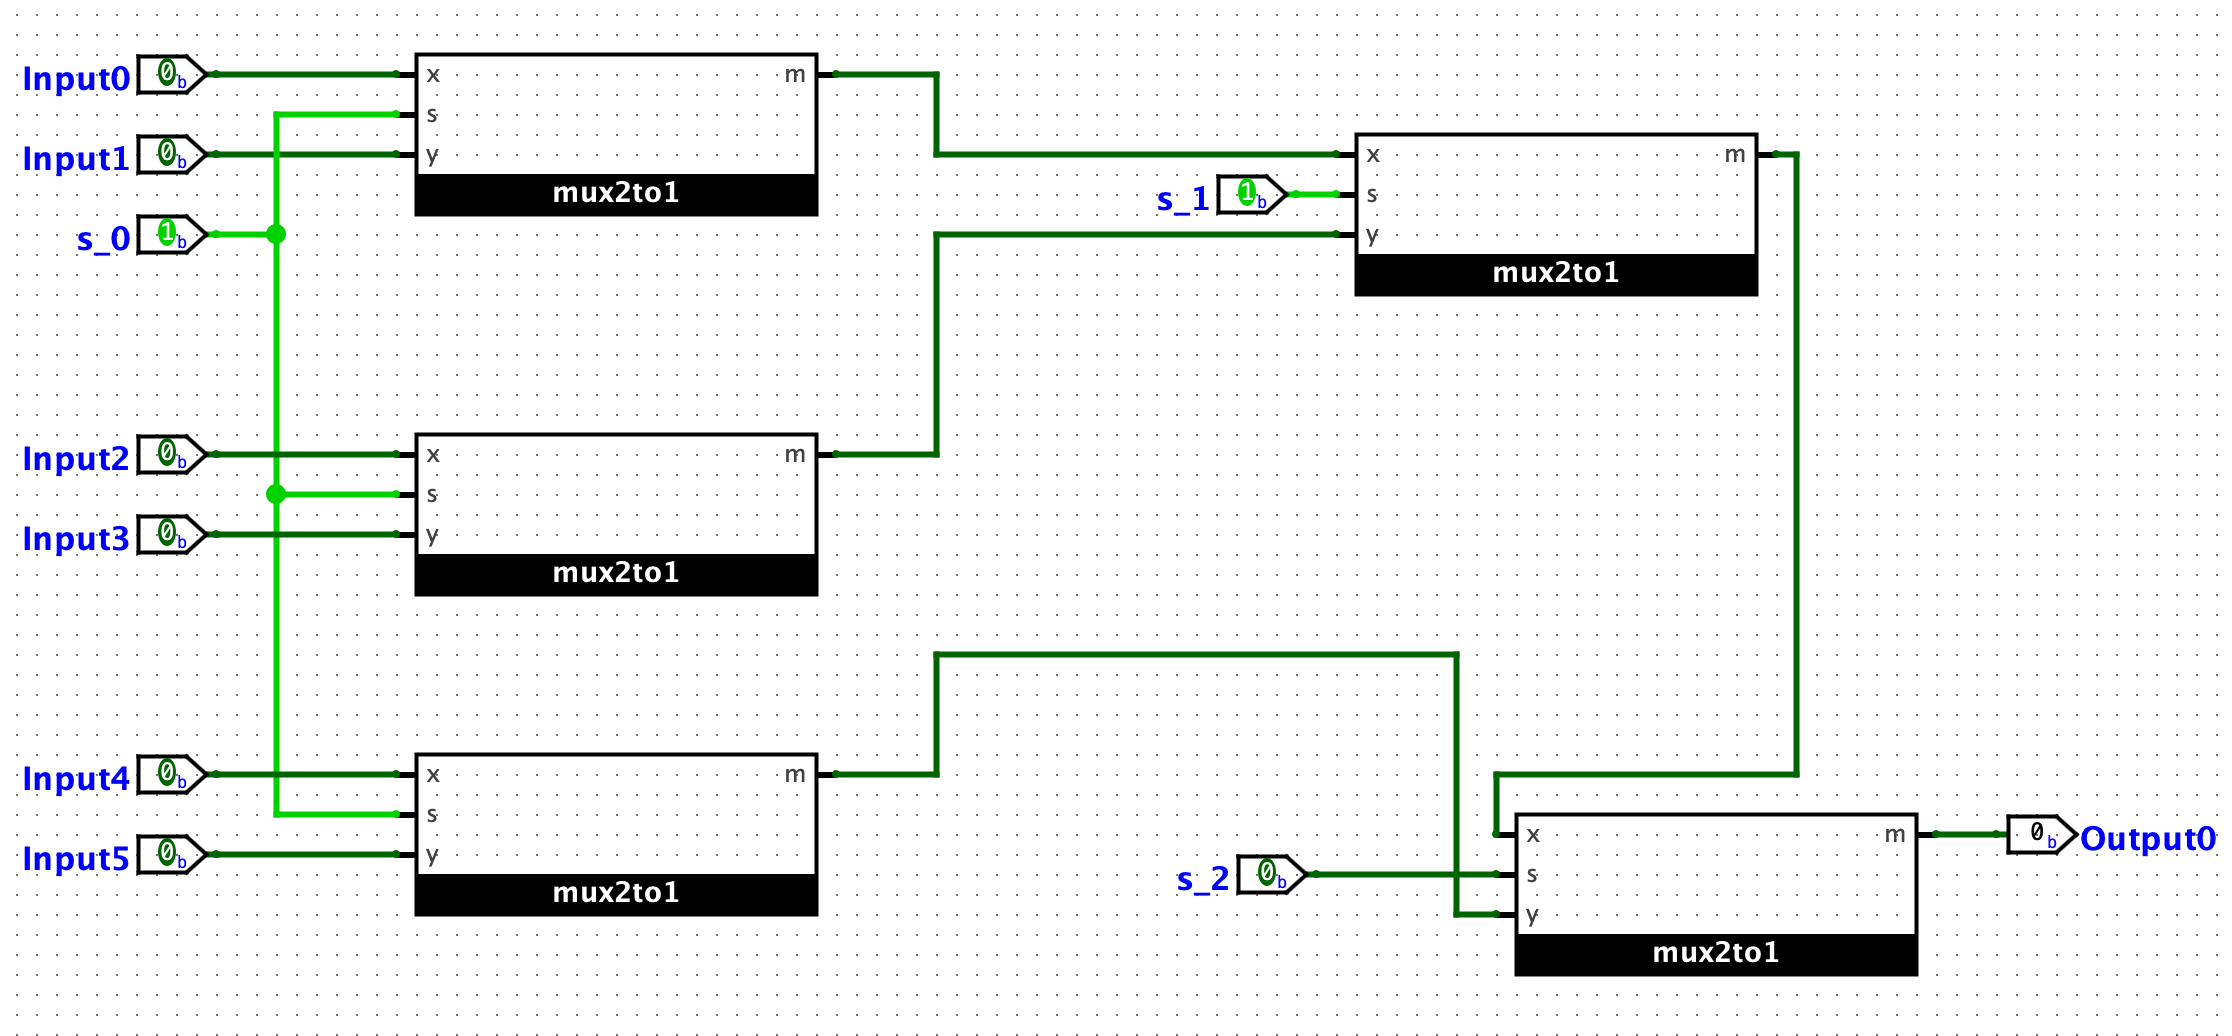 Input0 0b x m
s
Input1 0b y
mux2to1
s_0 1b
x m
s_1 1b s
y
mux2to1
Input2 0b x m
s
Input3 0b y
mux2to1
Input4 0b x m
s
Input5 0b y
mux2to1
x m 0b Output0
s_2 0b s
y
mux2to1